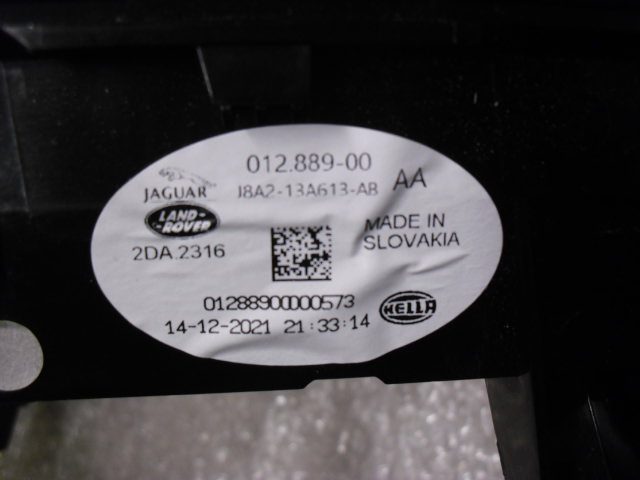 012.889-00
AA
JAGUAR
J8A2-13A613-AB
LAND-
-ROVER
MADE IN
SLOVAKIA
2DA.2316
01288900000573
HELLA
14-12-2021 21:33:14